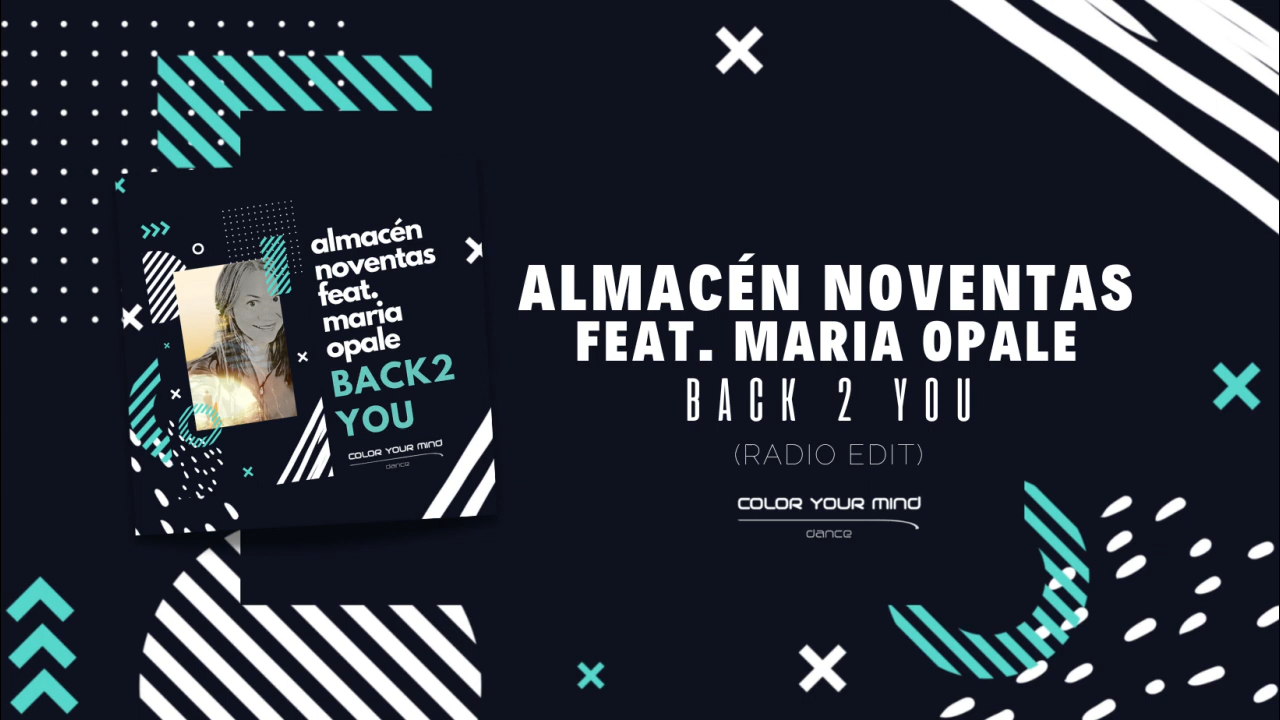 almacén
noventas
feat.
maria
opale
BACK2
YOU
COLOR YOUR MIND
dance
ALMACÉN NOVENTAS
FEAT. MARIA OPALE
BACK 2 YOU
(RADIO EDIT)
COLOR YOUR MIND
dance